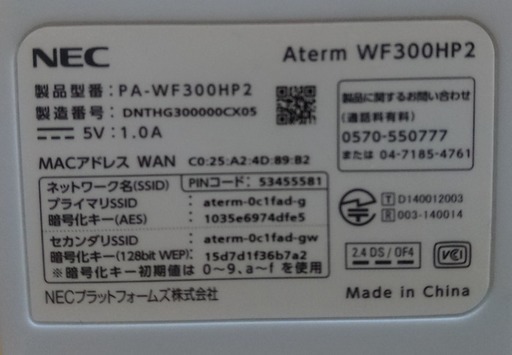 NEC
Aterm WF300HP2
製品型番：PA-WF300HP2
製造番号：DNTHG300000CX05
5V：1.0A
製品に関するお問い合わせ
（通話料有料）
0570-550777
または 04-7185-4761
MACアドレス WAN C0:25:A2:4D:89:B2
ネットワーク名(SSID)
PINコード：53455581
プライマリSSID：aterm-0c1fad-g
暗号化キー(AES)：1035e6974dfe5
セカンダリSSID：aterm-0c1fad-gw
暗号化キー(128bit WEP)：15d7d1f36b7a2
※暗号化キー初期値は 0～9、a～f を使用
T D140012003
R 003-140014
2.4 DS / OF4
VCCI
NECプラットフォームズ株式会社
Made in China